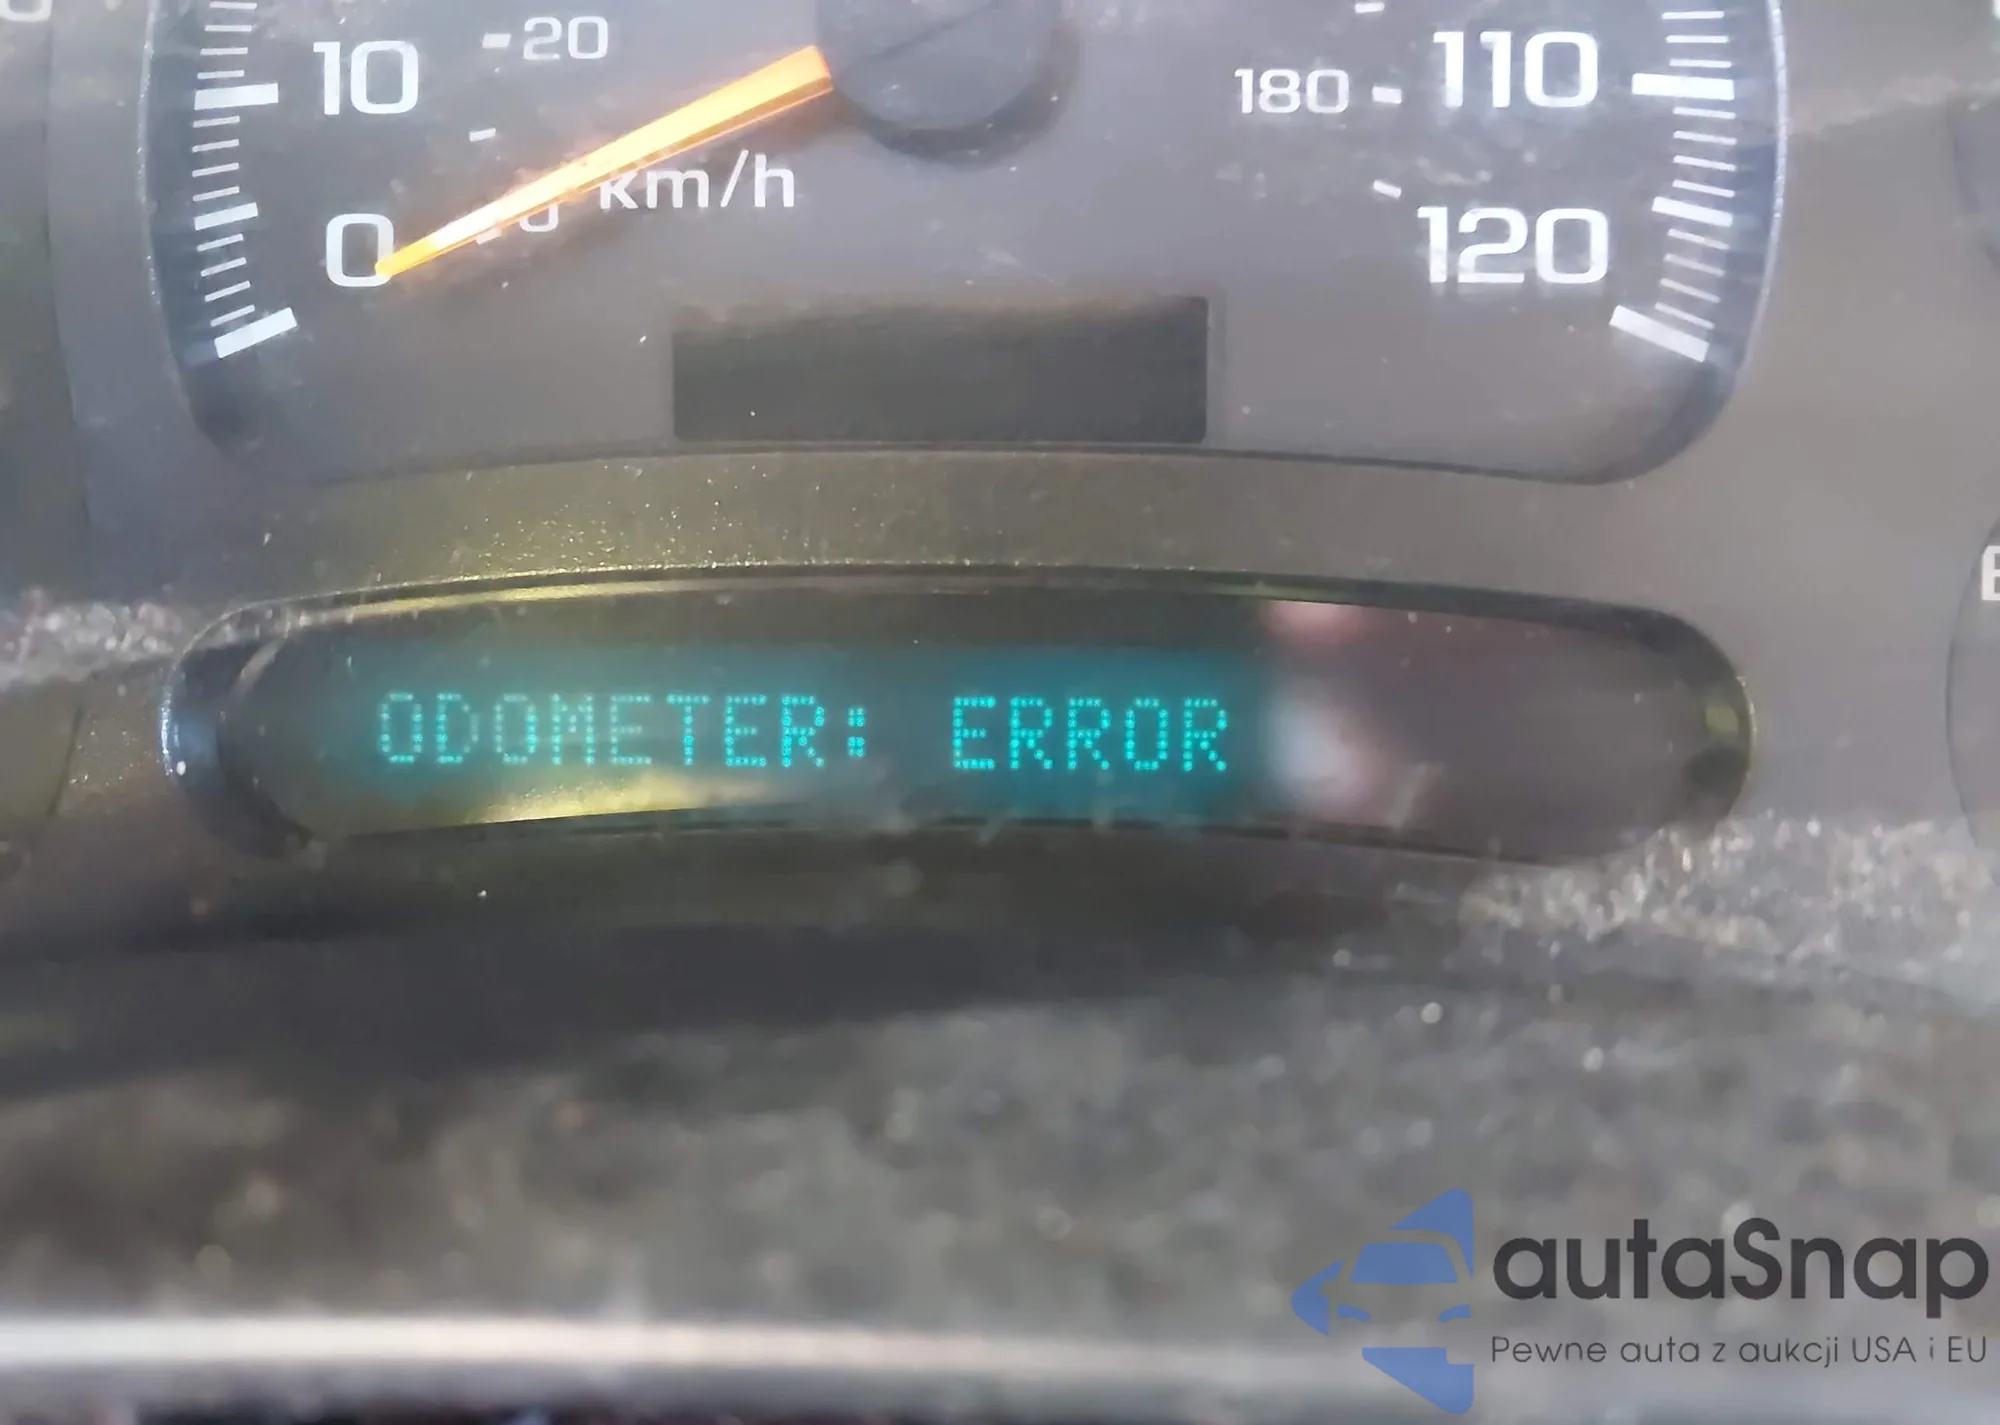 10
20
180
110
km/h
0
120
ODOMETER: ERROR
autaSnap
Pewne auta z aukcji USA i EU